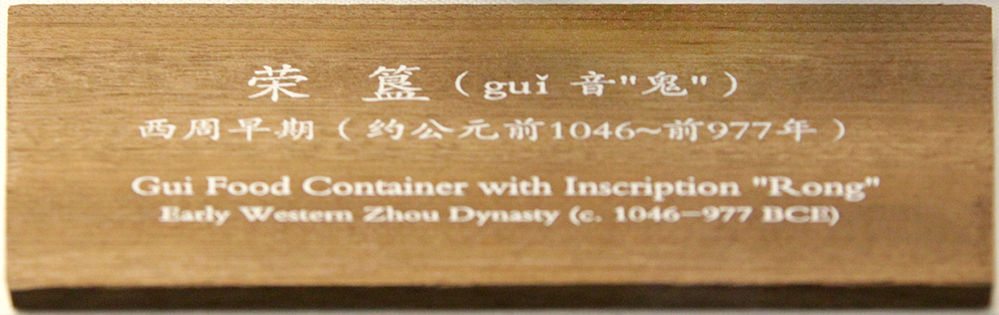 荣 簋（guǐ 音"鬼"）
西周早期（约公元前1046~前977年）
Gui Food Container with Inscription "Rong"
Early Western Zhou Dynasty (c. 1046-977 BCE)